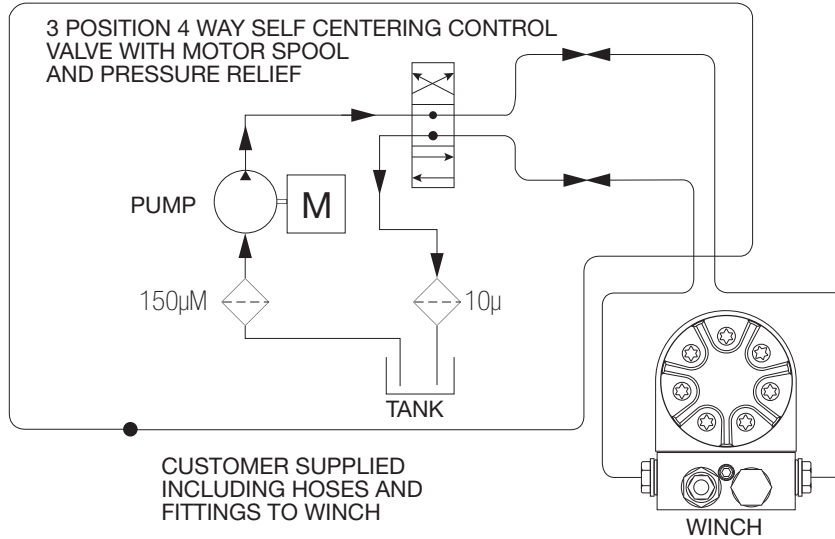 3 POSITION 4 WAY SELF CENTERING CONTROL
VALVE WITH MOTOR SPOOL
AND PRESSURE RELIEF
PUMP
M
150µM
10µ
TANK
CUSTOMER SUPPLIED
INCLUDING HOSES AND
FITTINGS TO WINCH
WINCH